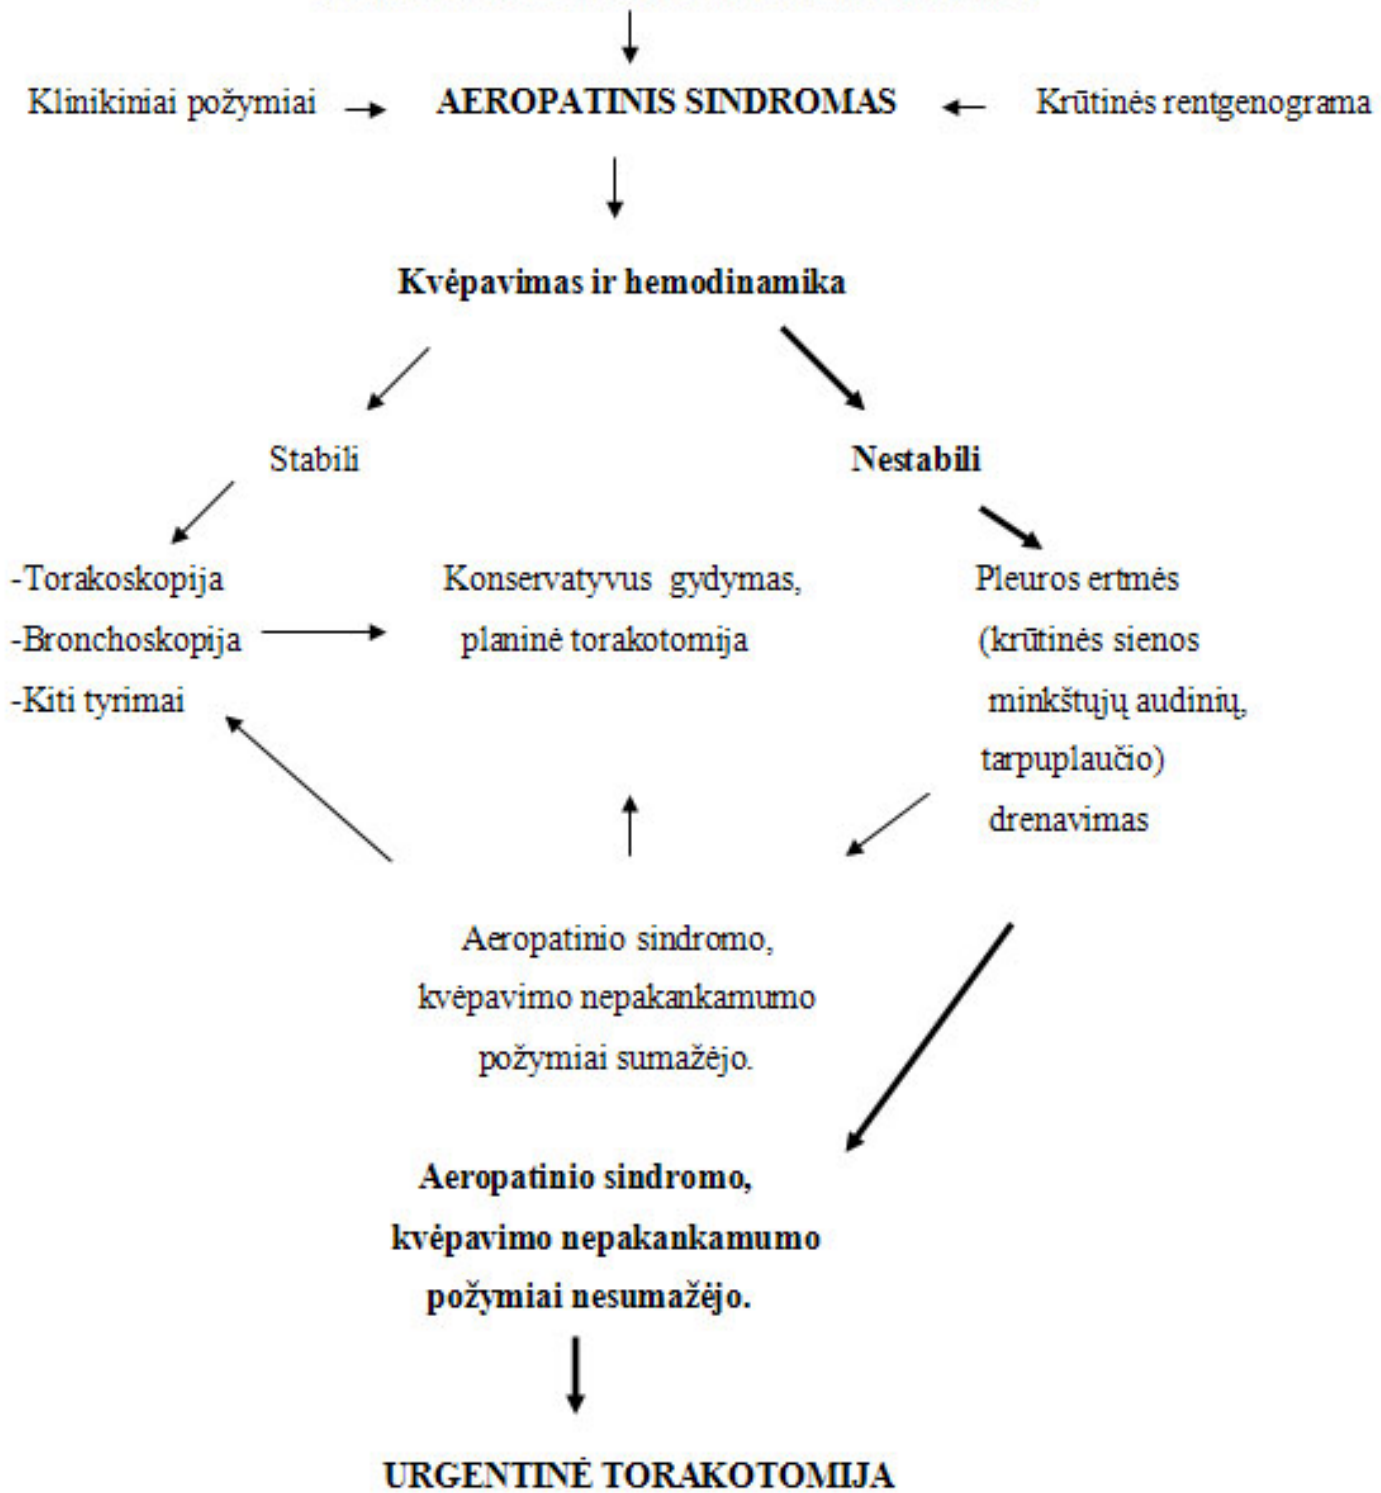 Klinikiniai požymiai
AEROPATINIS SINDROMAS
Krūtinės rentgenograma
Kvėpavimas ir hemodinamika
Stabili
Nestabili
-Torakoskopija
-Bronchoskopija
-Kiti tyrimai
Konservatyvus gydymas,
planinė torakotomija
Pleuros ertmės
(krūtinės sienos
minkštųjų audinių,
tarpuplaučio)
drenavimas
Aeropatinio sindromo,
kvėpavimo nepakankamumo
požymiai sumažėjo.
Aeropatinio sindromo,
kvėpavimo nepakankamumo
požymiai nesumažėjo.
URGENTINĖ TORAKOTOMIJA